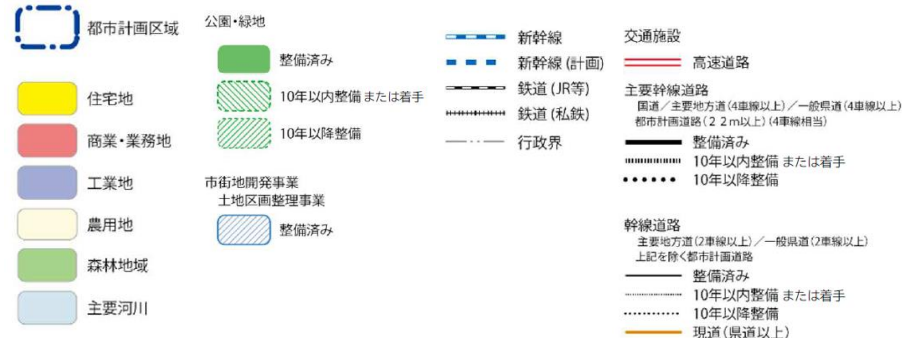 都市計画区域
住宅地
商業・業務地
工業地
農用地
森林地域
主要河川
公園・緑地
整備済み
10年以内整備または着手
10年以降整備
市街地開発事業
土地区画整理事業
整備済み
新幹線
新幹線(計画)
鉄道(JR等)
鉄道(私鉄)
行政界
交通施設
高速道路
主要幹線道路
国道/主要地方道(4車線以上)/一般県道(4車線以上)
都市計画道路(22m以上)(4車線相当)
整備済み
10年以内整備または着手
10年以降整備
幹線道路
主要地方道(2車線以上)/一般県道(2車線以上)
上記を除く都市計画道路
整備済み
10年以内整備または着手
10年以降整備
現道(県道以上)